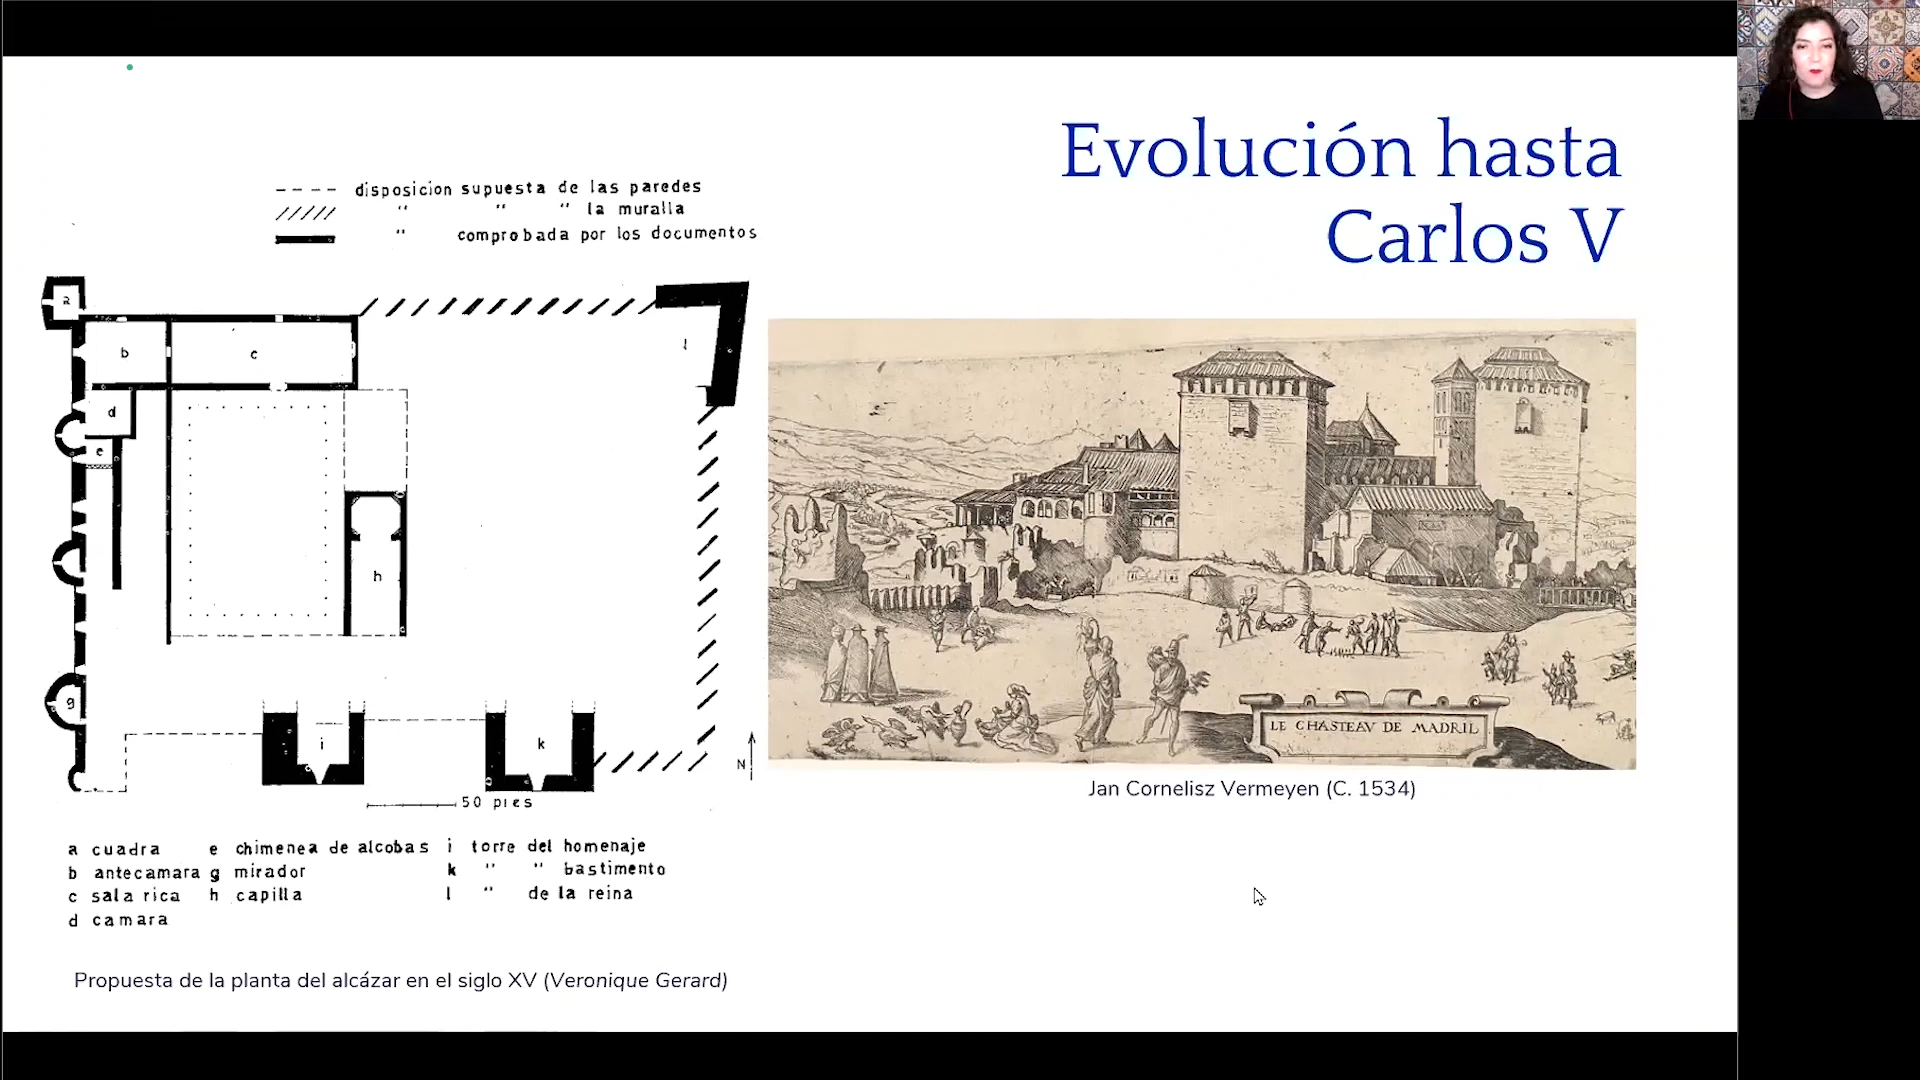 Evolución hasta
Carlos V
---- disposicion supuesta de las paredes
" " " la muralla
" comprobada por los documentos
a
b
c
l
d
e
h
g
i
k
N
50 pies
a cuadra e chimenea de alcobas i torre del homenaje
b antecamara g mirador k " " bastimento
c sala rica h capilla l " de la reina
d camara
Propuesta de la planta del alcázar en el siglo XV (Veronique Gerard)
LE CHASTEAV DE MADRIL
Jan Cornelisz Vermeyen (C. 1534)